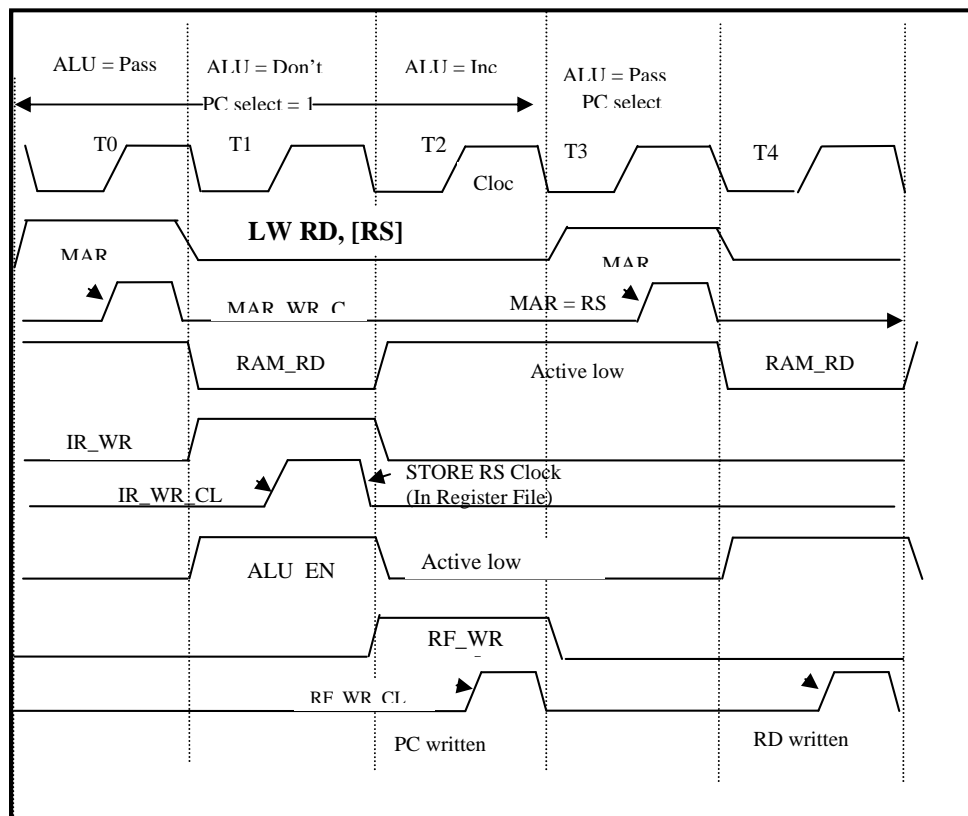 ALU = Pass
ALU = Don't
ALU = Inc
ALU = Pass
PC select = 1
PC select
T0
T1
T2
T3
T4
Cloc
LW RD, [RS]
MAR
MAR
MAR_WR_C
MAR = RS
RAM_RD
Active low
RAM_RD
IR_WR
IR_WR_CL
STORE RS Clock
(In Register File)
ALU_EN
Active low
RF_WR
RF_WR_CL
PC written
RD written